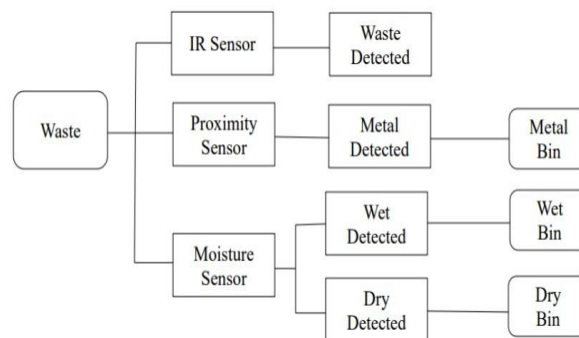 Waste
IR Sensor
Waste
Detected
Proximity
Sensor
Metal
Detected
Metal
Bin
Moisture
Sensor
Wet
Detected
Wet
Bin
Dry
Detected
Dry
Bin